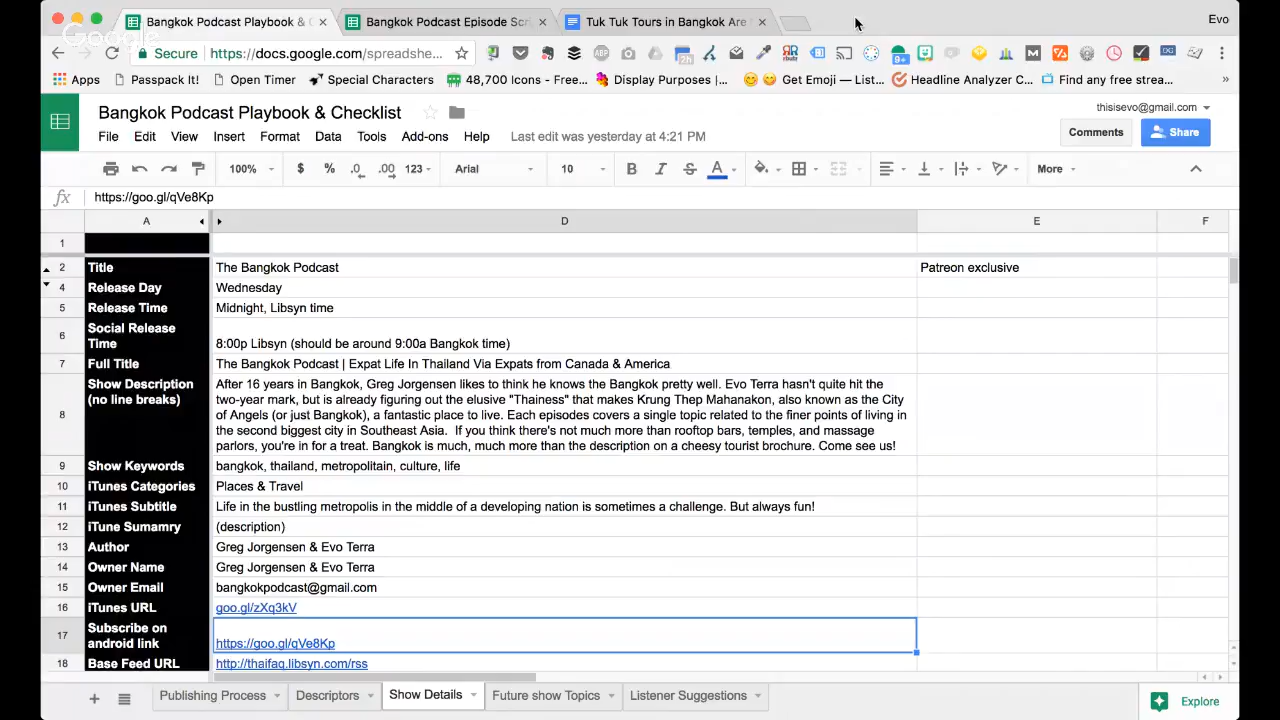 Bangkok Podcast Playbook & C
Bangkok Podcast Episode Scri
Tuk Tuk Tours in Bangkok Are
Evo
Google
Secure
https://docs.google.com/spreadshe...
Apps
Passpack It!
Open Timer
Special Characters
48,700 Icons - Free...
Display Purposes |...
Get Emoji — List...
Headline Analyzer C...
Find any free strea...
»
Bangkok Podcast Playbook & Checklist
thisisevo@gmail.com
File Edit View Insert Format Data Tools Add-ons Help
Last edit was yesterday at 4:21 PM
Comments
Share
100%
$ % .0 .00 123
Arial
10
B I S A
More
fx
https://goo.gl/qVe8Kp
A D E F
1
2 Title The Bangkok Podcast Patreon exclusive
4 Release Day Wednesday
5 Release Time Midnight, Libsyn time
6 Social Release Time 8:00p Libsyn (should be around 9:00a Bangkok time)
7 Full Title The Bangkok Podcast | Expat Life In Thailand Via Expats from Canada & America
8 Show Description (no line breaks)
After 16 years in Bangkok, Greg Jorgensen likes to think he knows the Bangkok pretty well. Evo Terra hasn't quite hit the
two-year mark, but is already figuring out the elusive "Thainess" that makes Krung Thep Mahanakon, also known as the City
of Angels (or just Bangkok), a fantastic place to live. Each episodes covers a single topic related to the finer points of living in
the second biggest city in Southeast Asia. If you think there's not much more than rooftop bars, temples, and massage
parlors, you're in for a treat. Bangkok is much, much more than the description on a cheesy tourist brochure. Come see us!
9 Show Keywords bangkok, thailand, metropolitain, culture, life
10 iTunes Categories Places & Travel
11 iTunes Subtitle Life in the bustling metropolis in the middle of a developing nation is sometimes a challenge. But always fun!
12 iTune Sumamry (description)
13 Author Greg Jorgensen & Evo Terra
14 Owner Name Greg Jorgensen & Evo Terra
15 Owner Email bangkokpodcast@gmail.com
16 iTunes URL goo.gl/zXq3kV
17 Subscribe on android link https://goo.gl/qVe8Kp
18 Base Feed URL http://thaifaq.libsyn.com/rss
Publishing Process
Descriptors
Show Details
Future show Topics
Listener Suggestions
Explore